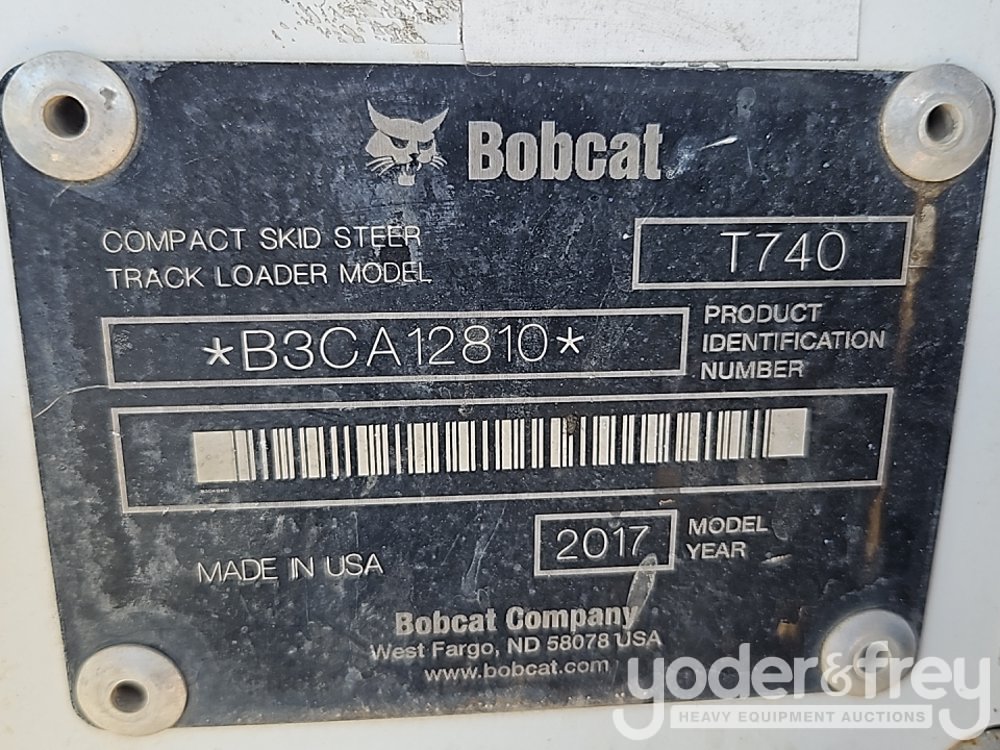 Bobcat
COMPACT SKID STEER
TRACK LOADER MODEL
T740
*B3CA12810*
PRODUCT
IDENTIFICATION
NUMBER
MADE IN USA
2017
MODEL
YEAR
Bobcat Company
West Fargo, ND 58078 USA
www.bobcat.com
yoder&frey
HEAVY EQUIPMENT AUCTIONS